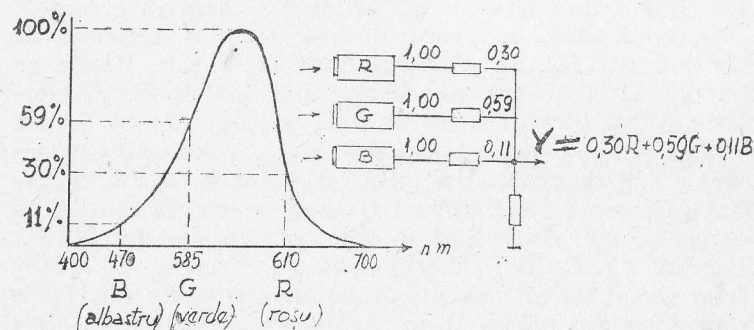 100%
59%
30%
11%
400 470 585 610 700 nm
B G R
(albastru) (verde) (roșu)
R 1,00 0,30
G 1,00 0,59
B 1,00 0,11
Y = 0,30R+0,59G+0,11B